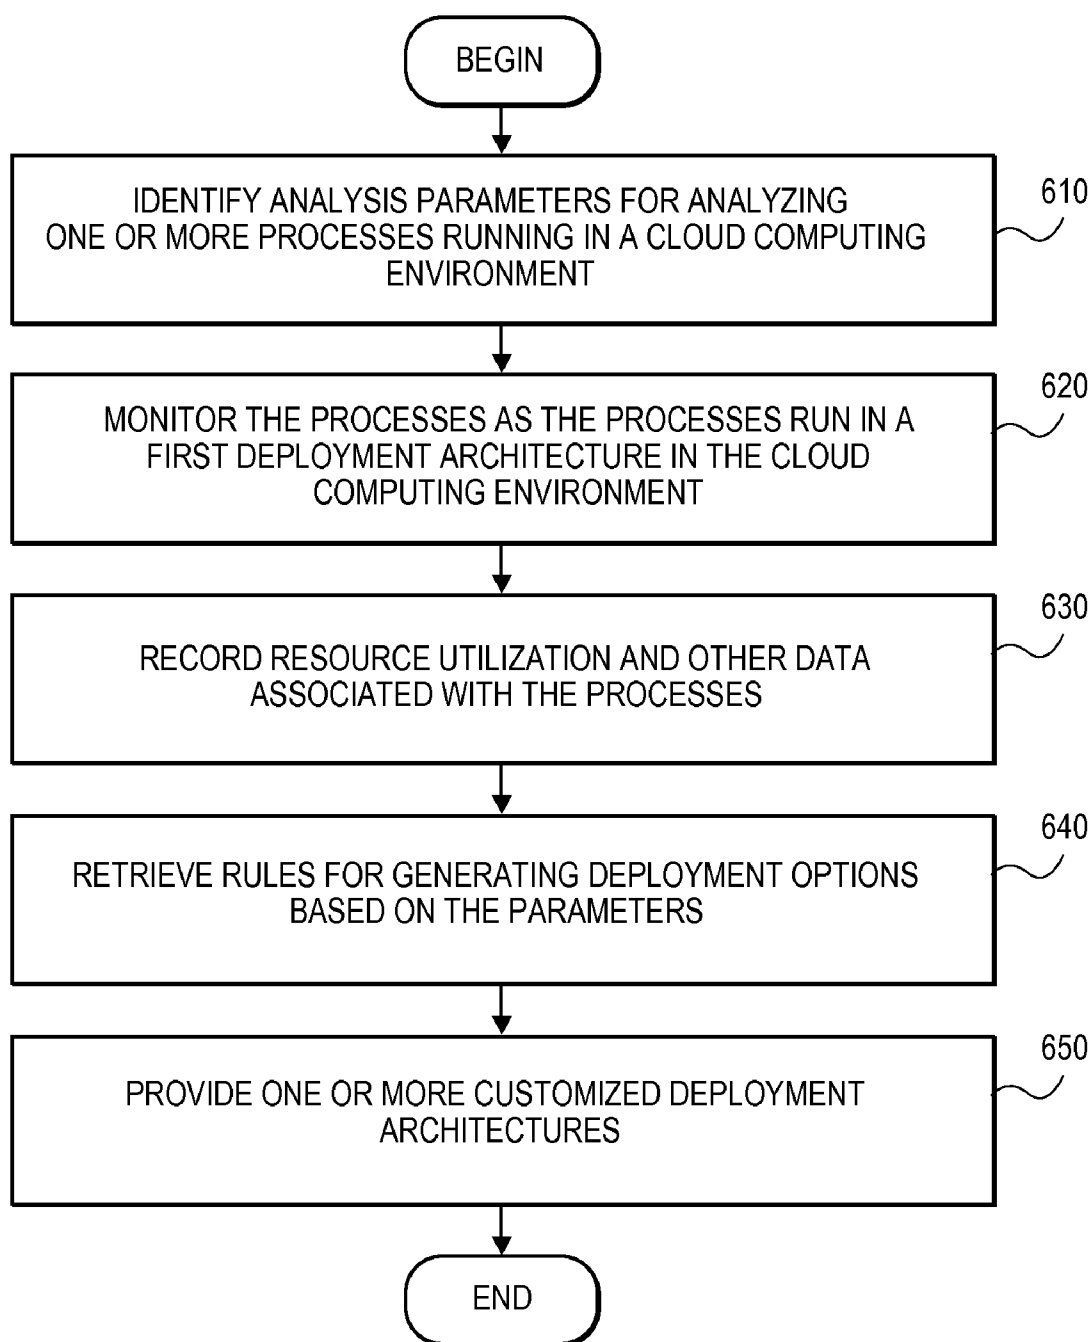 BEGIN
IDENTIFY ANALYSIS PARAMETERS FOR ANALYZING
ONE OR MORE PROCESSES RUNNING IN A CLOUD COMPUTING
ENVIRONMENT
610
MONITOR THE PROCESSES AS THE PROCESSES RUN IN A
FIRST DEPLOYMENT ARCHITECTURE IN THE CLOUD
COMPUTING ENVIRONMENT
620
RECORD RESOURCE UTILIZATION AND OTHER DATA
ASSOCIATED WITH THE PROCESSES
630
RETRIEVE RULES FOR GENERATING DEPLOYMENT OPTIONS
BASED ON THE PARAMETERS
640
PROVIDE ONE OR MORE CUSTOMIZED DEPLOYMENT
ARCHITECTURES
650
END